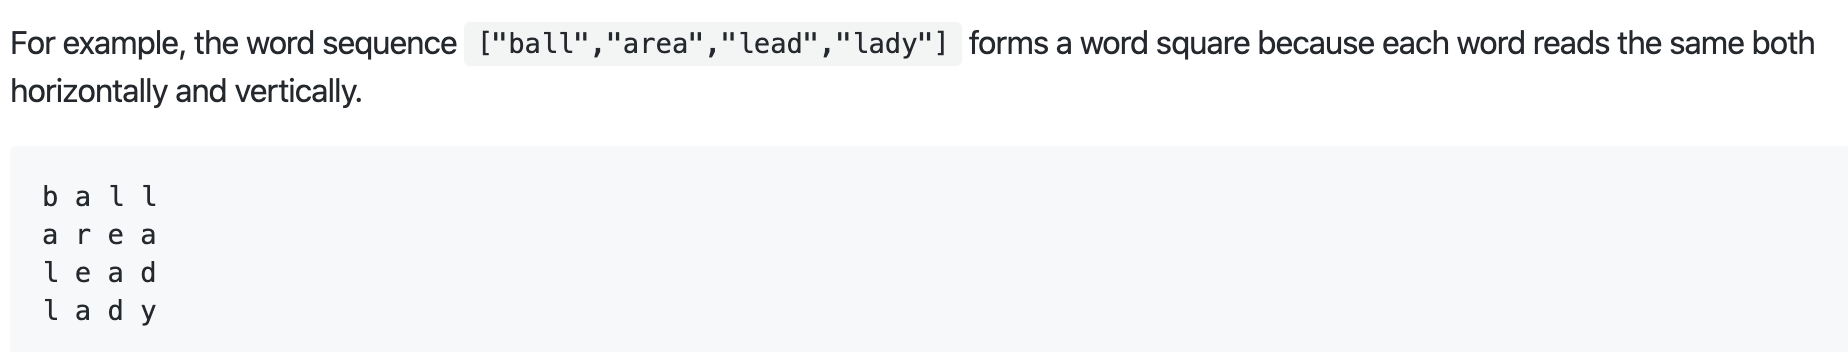 For example, the word sequence ["ball","area","lead","lady"] forms a word square because each word reads the same both
horizontally and vertically.
b a l l
a r e a
l e a d
l a d y